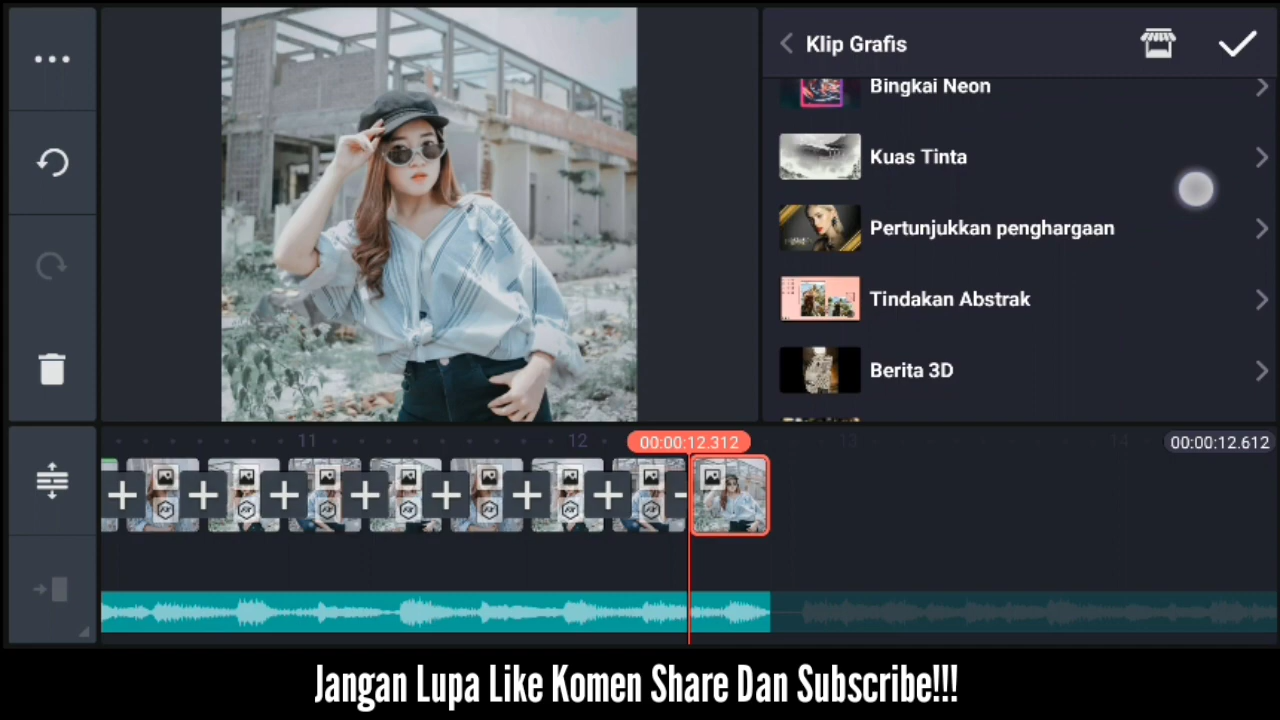 Klip Grafis
Bingkai Neon
Kuas Tinta
Pertunjukkan penghargaan
Tindakan Abstrak
Berita 3D
11
12
00:00:12.312
13
14
00:00:12.612
Jangan Lupa Like Komen Share Dan Subscribe!!!